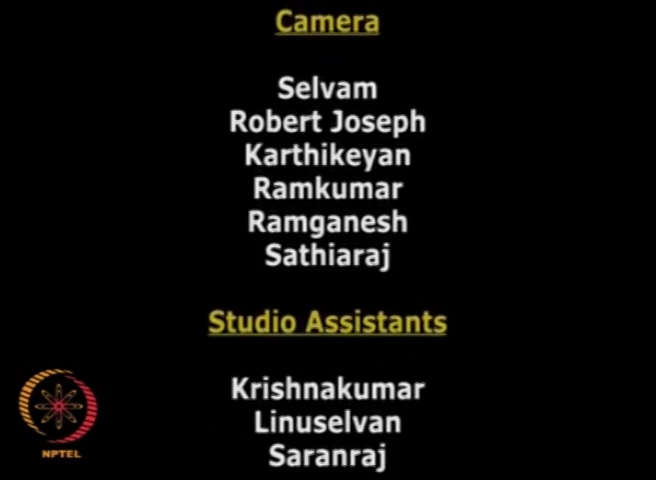 Camera
Selvam
Robert Joseph
Karthikeyan
Ramkumar
Ramganesh
Sathiaraj
Studio Assistants
Krishnakumar
Linuselvan
Saranraj
NPTEL